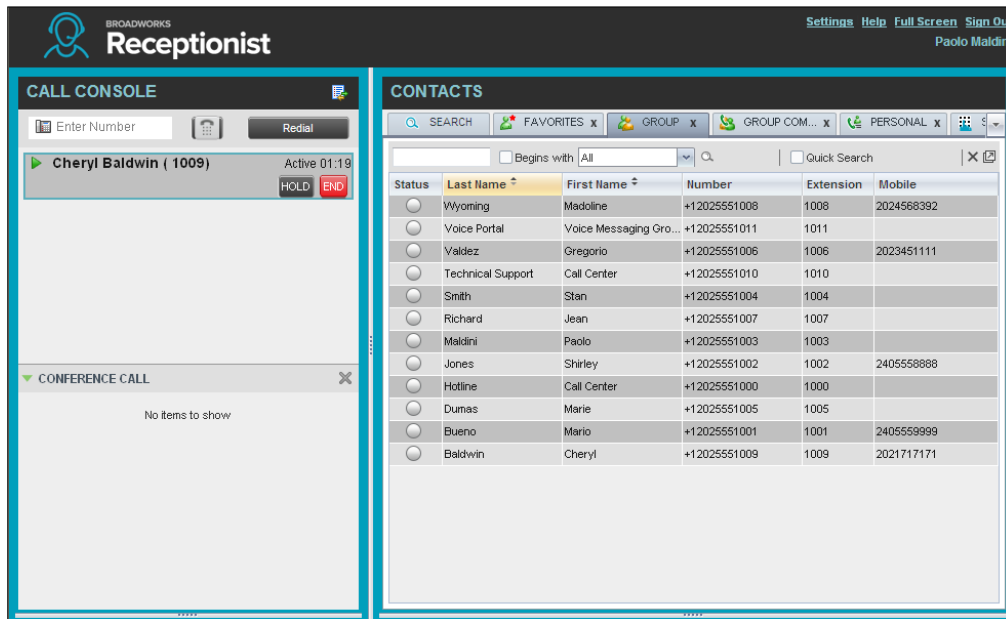 BROADWORKS
Receptionist
Settings Help Full Screen Sign Ou
Paolo Maldin
CALL CONSOLE
Enter Number Redial
Cheryl Baldwin ( 1009) Active 01:19
HOLD END
CONFERENCE CALL
No items to show
CONTACTS
SEARCH FAVORITES X GROUP X GROUP COM... X PERSONAL X S
Begins with All Quick Search
Status Last Name First Name Number Extension Mobile
Wyoming Madoline +12025551008 1008 2024568392
Voice Portal Voice Messaging Gro... +12025551011 1011
Valdez Gregorio +12025551006 1006 2023451111
Technical Support Call Center +12025551010 1010
Smith Stan +12025551004 1004
Richard Jean +12025551007 1007
Maldini Paolo +12025551003 1003
Jones Shirley +12025551002 1002 2405558888
Hotline Call Center +12025551000 1000
Dumas Marie +12025551005 1005
Bueno Mario +12025551001 1001 2405559999
Baldwin Cheryl +12025551009 1009 2021717171